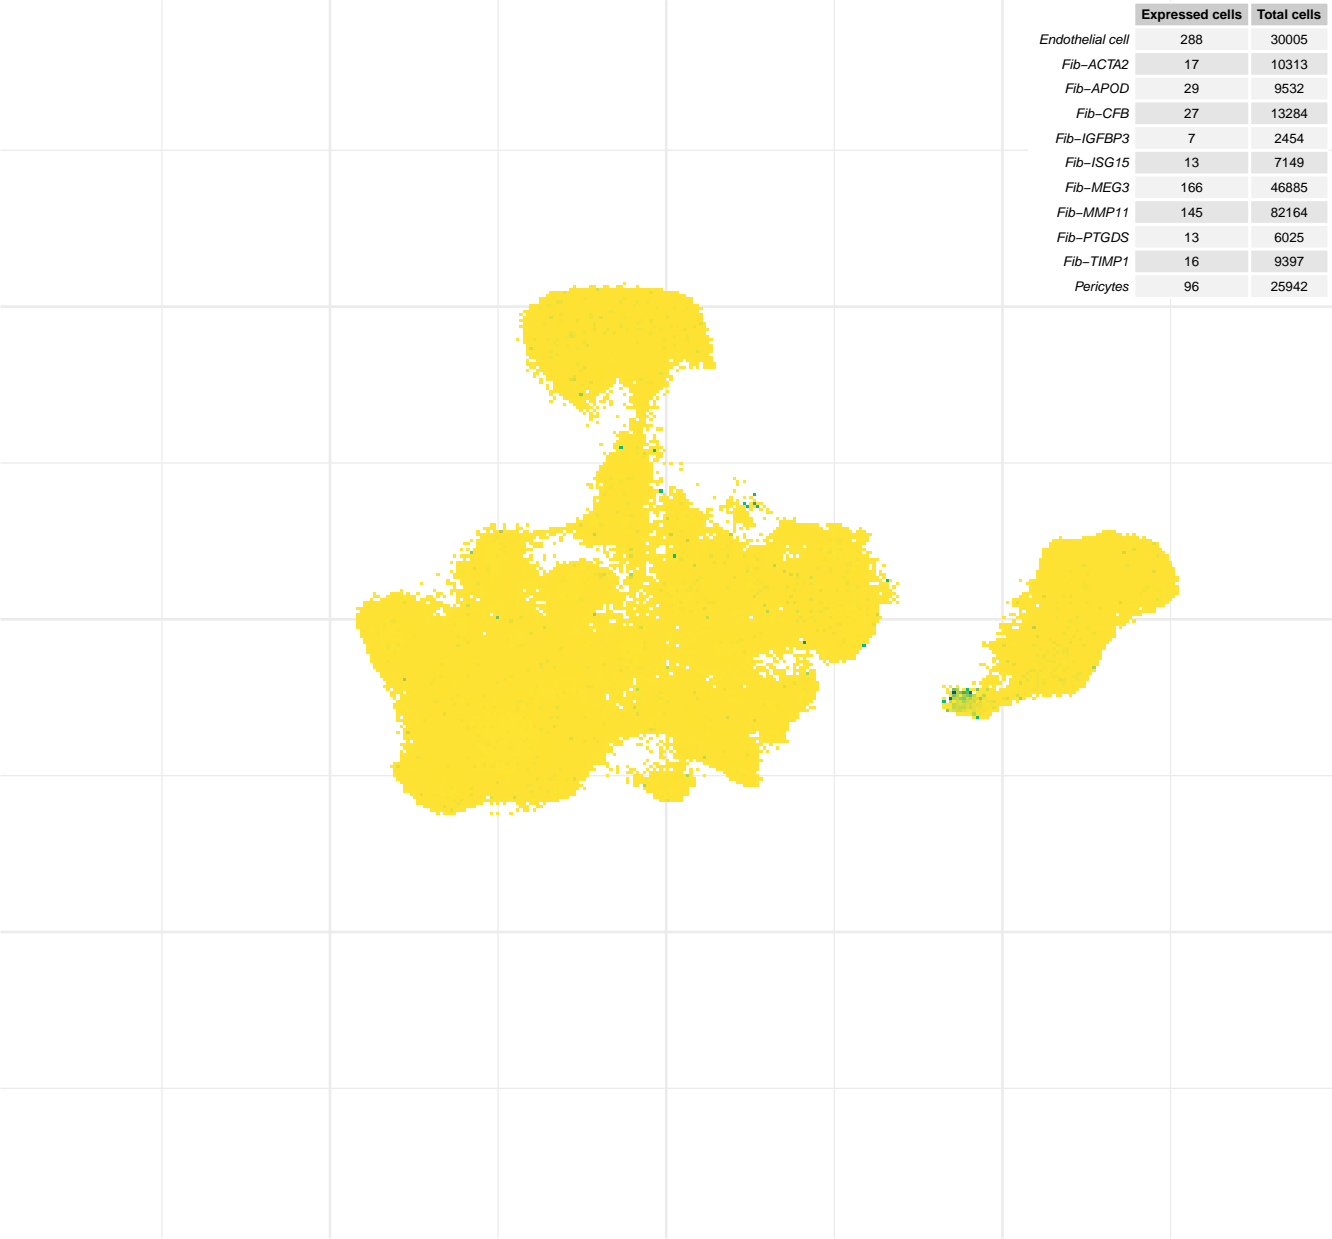 Expressed cells Total cells
Endothelial cell 288 30005
Fib−ACTA2 17 10313
Fib−APOD 29 9532
Fib−CFB 27 13284
Fib−IGFBP3 7 2454
Fib−ISG15 13 7149
Fib−MEG3 166 46885
Fib−MMP11 145 82164
Fib−PTGDS 13 6025
Fib−TIMP1 16 9397
Pericytes 96 25942